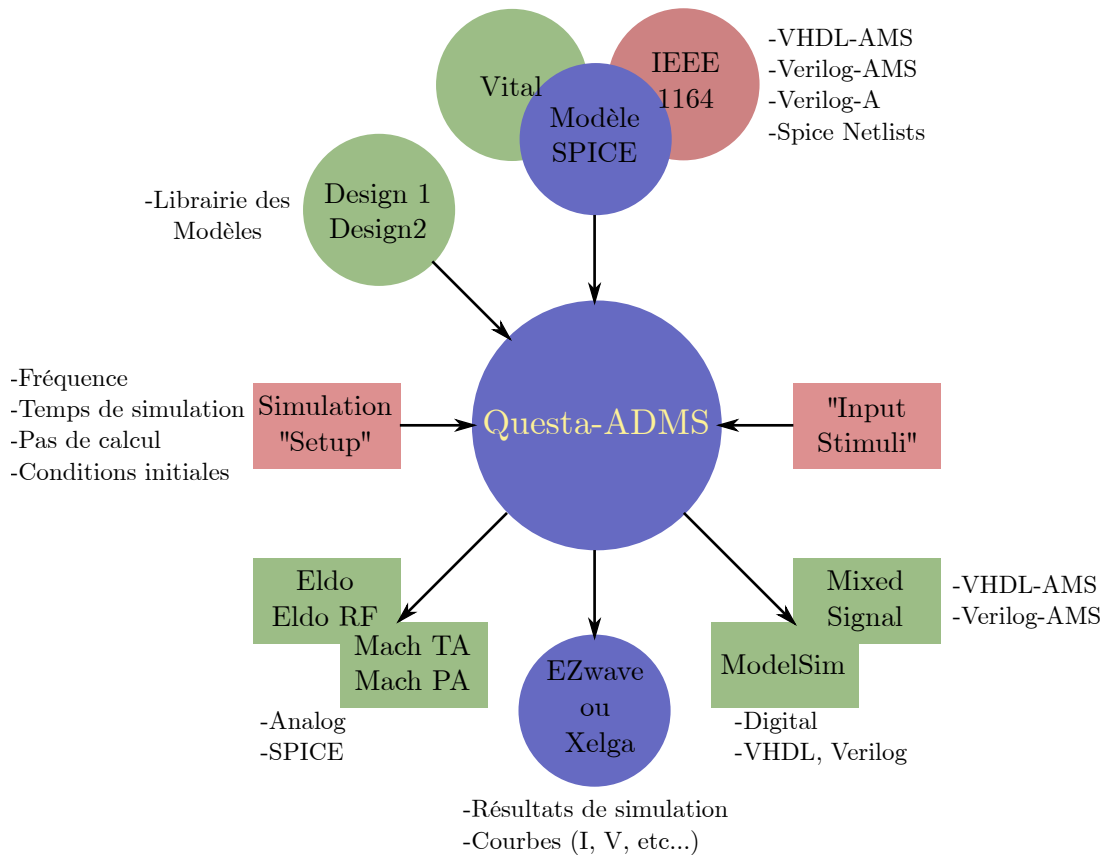 Vital
IEEE
1164
Modèle
SPICE
-VHDL-AMS
-Verilog-AMS
-Verilog-A
-Spice Netlists
-Librairie des
Modèles
Design 1
Design2
-Fréquence
-Temps de simulation
-Pas de calcul
-Conditions initiales
Simulation
"Setup"
Questa-ADMS
"Input
Stimuli"
Eldo
Eldo RF
Mach TA
Mach PA
-Analog
-SPICE
EZwave
ou
Xelga
-Résultats de simulation
-Courbes (I, V, etc...)
Mixed
Signal
-VHDL-AMS
-Verilog-AMS
ModelSim
-Digital
-VHDL, Verilog